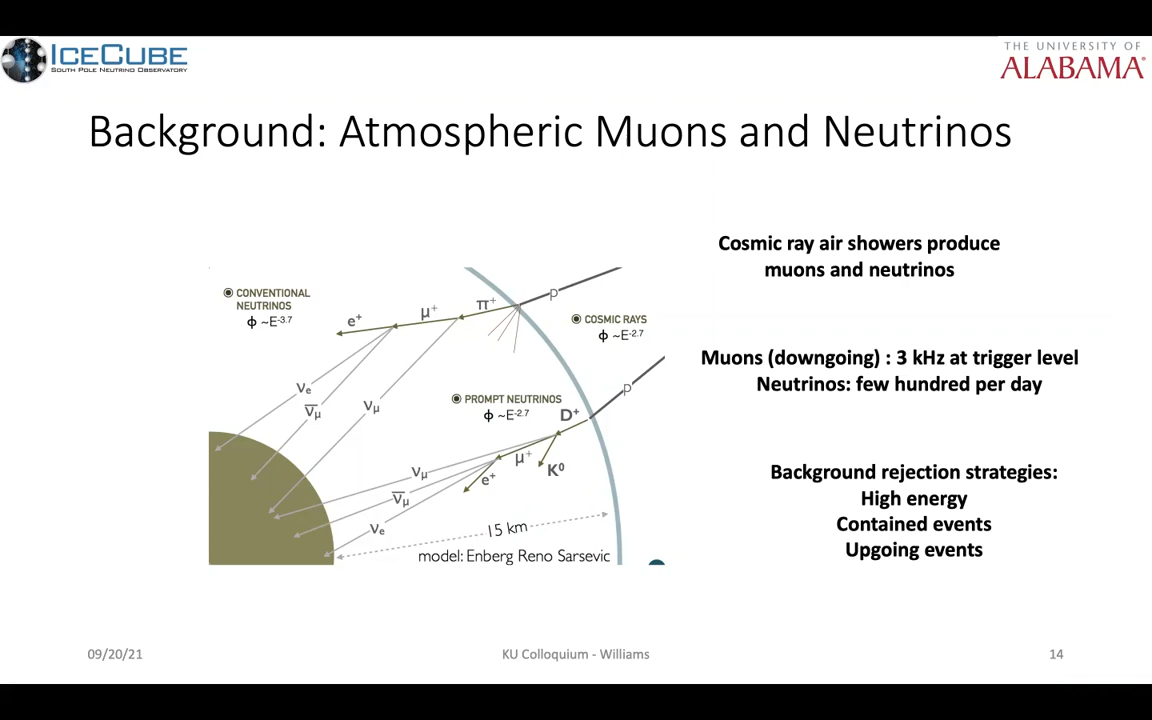 ICECUBE
SOUTH POLE NEUTRINO OBSERVATORY
THE UNIVERSITY OF
ALABAMA
Background: Atmospheric Muons and Neutrinos
CONVENTIONAL
NEUTRINOS
ϕ ~E-3.7
e+
μ+
π+
p
COSMIC RAYS
ϕ ~E-2.7
νe
ν̅μ
νμ
PROMPT NEUTRINOS
ϕ ~E-2.7
D+
p
νμ
μ+
K0
e+
ν̅μ
νe
15 km
model: Enberg Reno Sarsevic
Cosmic ray air showers produce
muons and neutrinos
Muons (downgoing) : 3 kHz at trigger level
Neutrinos: few hundred per day
Background rejection strategies:
High energy
Contained events
Upgoing events
09/20/21
KU Colloquium - Williams
14